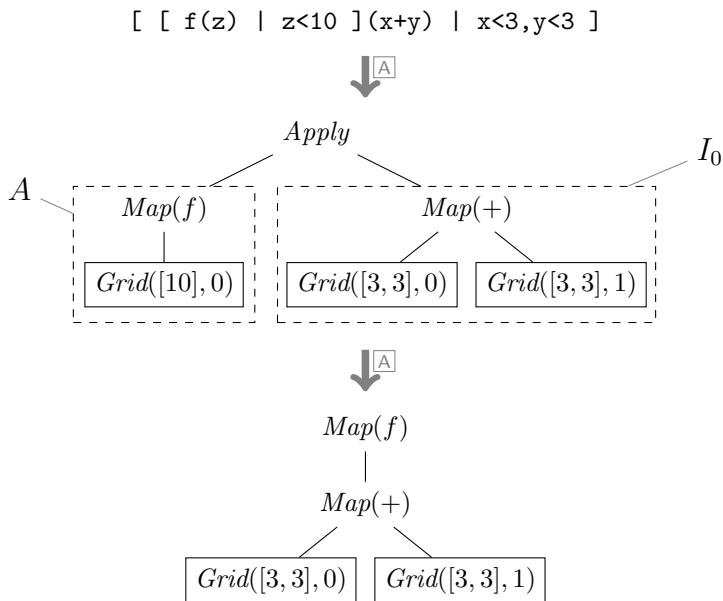 [ [ f(z) | z<10 ](x+y) | x<3,y<3 ]
A
Apply
I₀
A
Map(f) Map(+)
Grid([10], 0) Grid([3, 3], 0) Grid([3, 3], 1)
A
Map(f)
Map(+)
Grid([3, 3], 0) Grid([3, 3], 1)